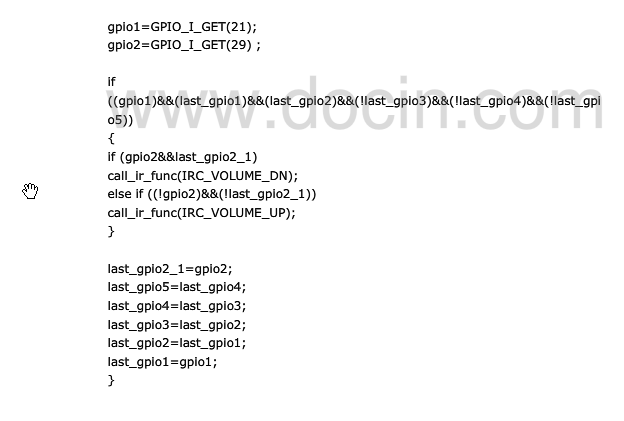 gpio1=GPIO_I_GET(21);
gpio2=GPIO_I_GET(29) ;
if
((gpio1)&&(last_gpio1)&&(last_gpio2)&&(!last_gpio3)&&(!last_gpio4)&&(!last_gpi
o5))
www.docin.com
{
if (gpio2&&last_gpio2_1)
call_ir_func(IRC_VOLUME_DN);
else if ((!gpio2)&&(!last_gpio2_1))
call_ir_func(IRC_VOLUME_UP);
}
last_gpio2_1=gpio2;
last_gpio5=last_gpio4;
last_gpio4=last_gpio3;
last_gpio3=last_gpio2;
last_gpio2=last_gpio1;
last_gpio1=gpio1;
}